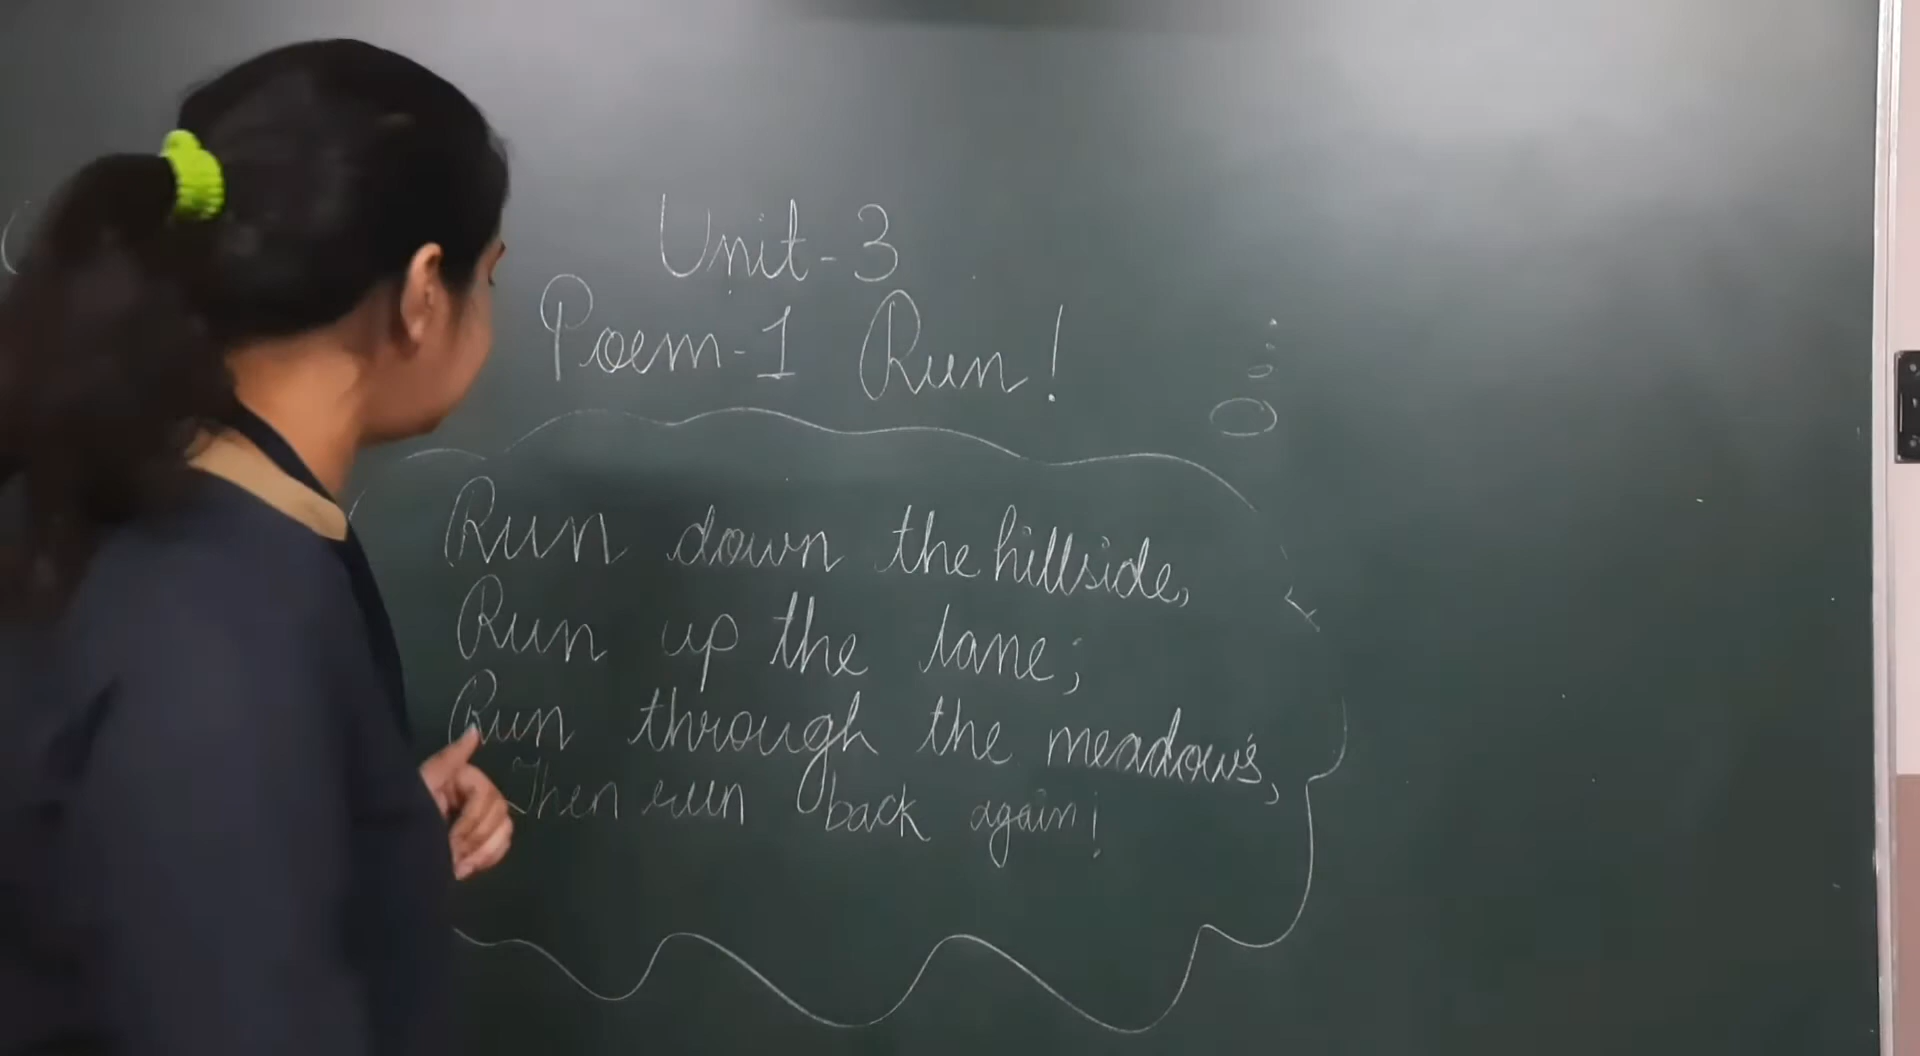 Unit-3
Poem-1 Run!
Run down the hillside,
Run up the lane;
Run through the meadows,
Then run back again!